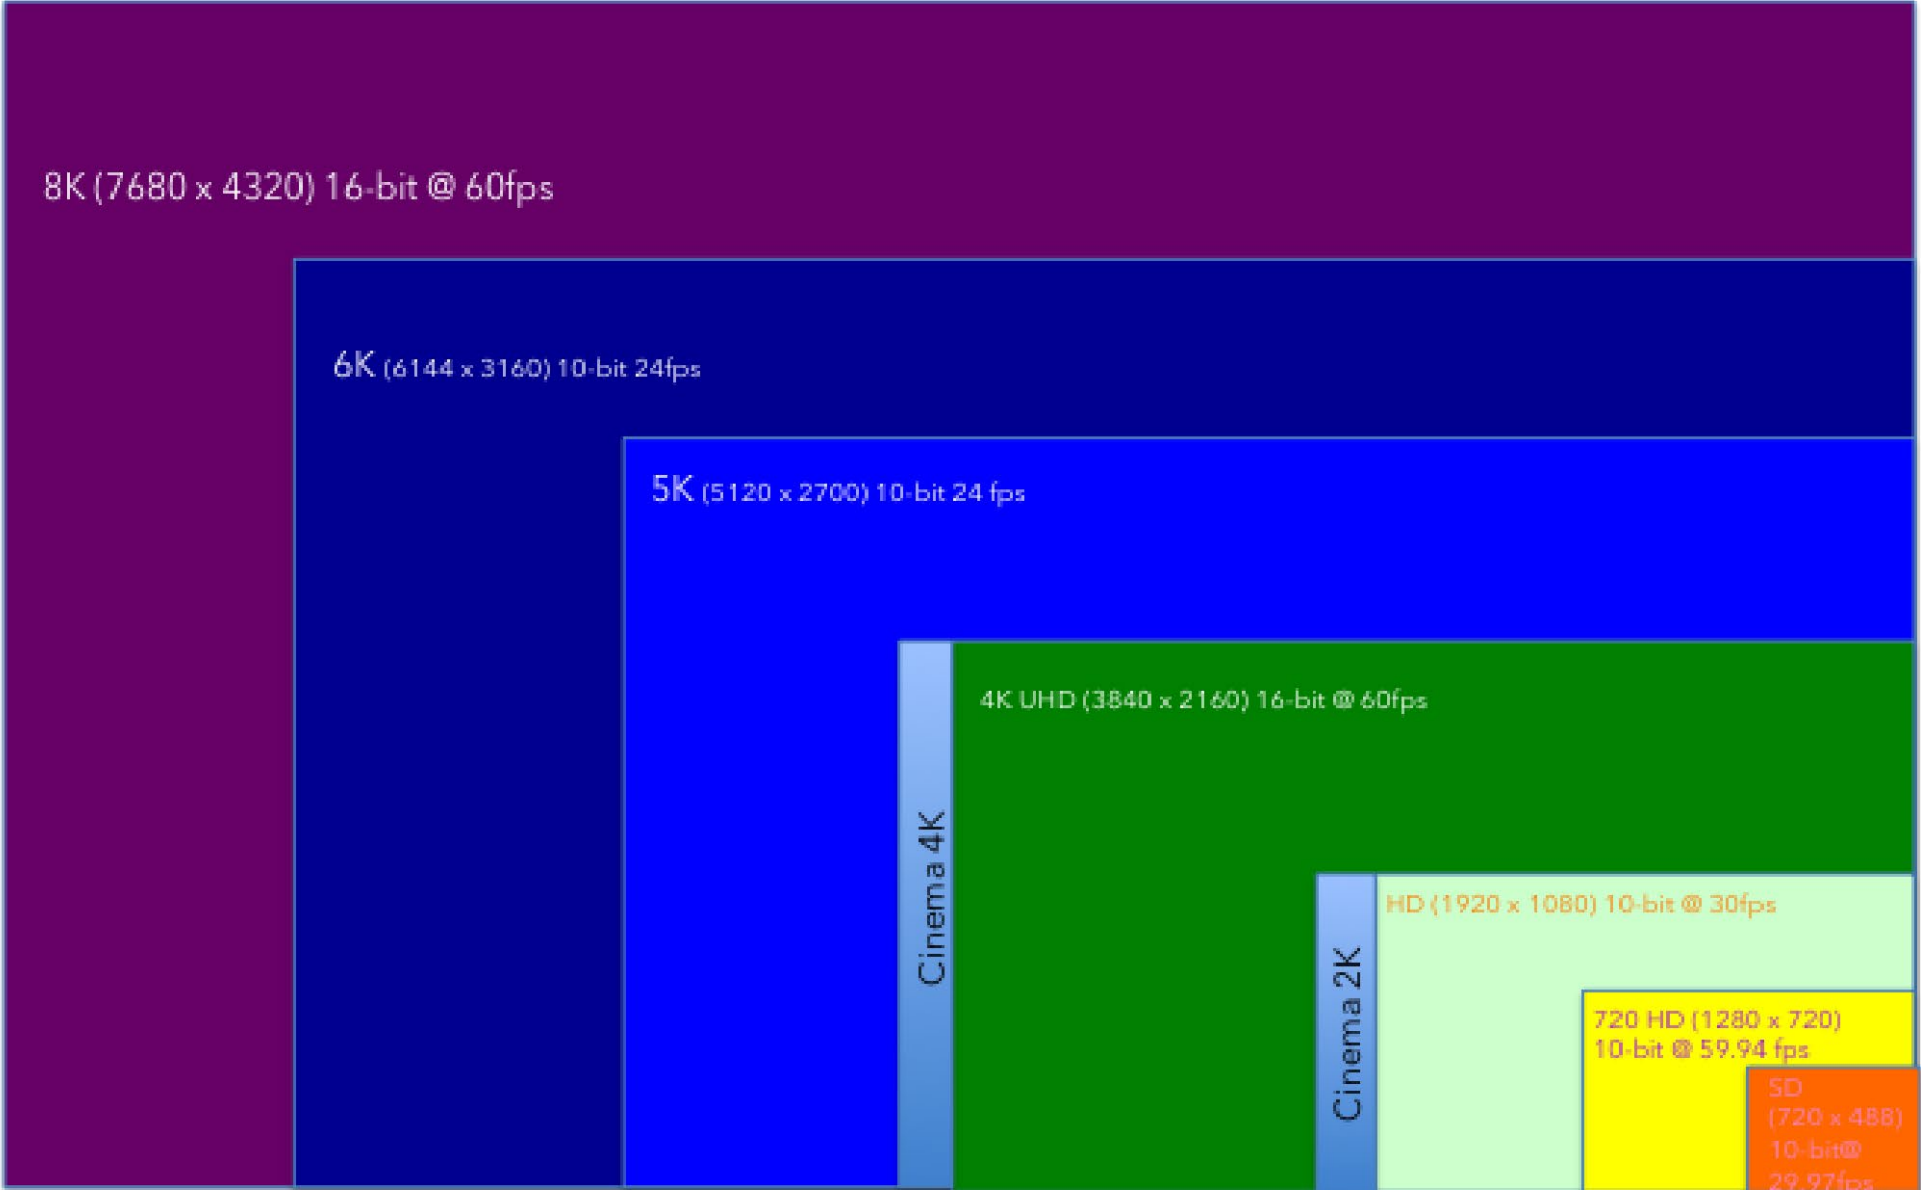 8K (7680 x 4320) 16-bit @ 60fps
6K (6144 x 3160) 10-bit 24fps
5K (5120 x 2700) 10-bit 24 fps
4K UHD (3840 x 2160) 16-bit @ 60fps
Cinema 4K
HD (1920 x 1080) 10-bit @ 30fps
Cinema 2K
720 HD (1280 x 720)
10-bit @ 59.94 fps
SD
(720 x 488)
10-bit@
29.97fps